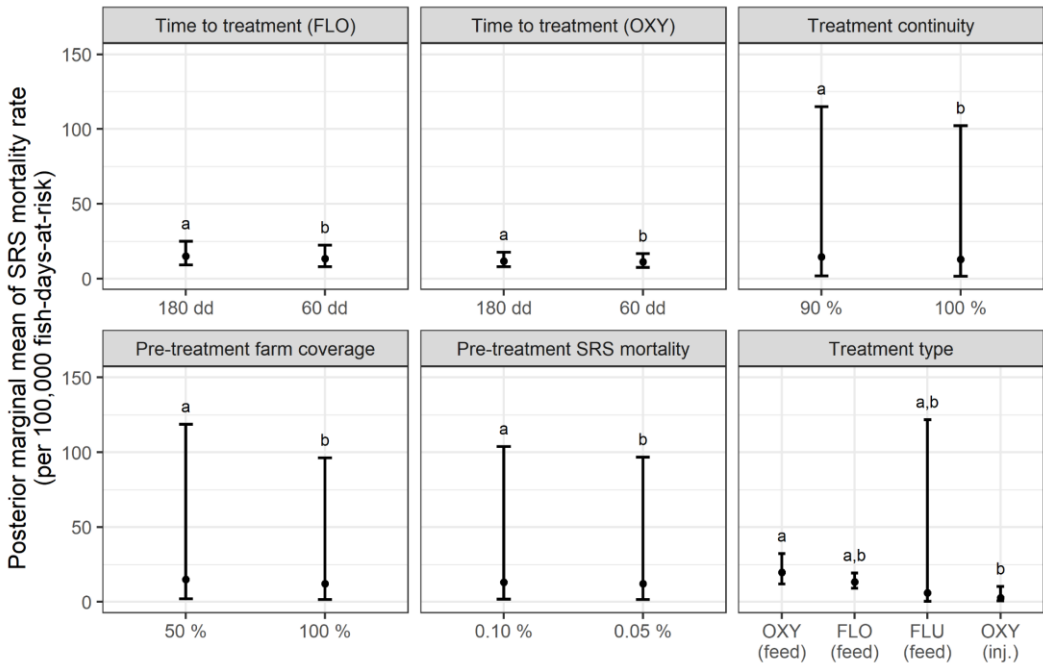 Posterior marginal mean of SRS mortality rate
(per 100,000 fish-days-at-risk)
Time to treatment (FLO)
150
100
50
0
a
b
180 dd
60 dd
Time to treatment (OXY)
a
b
180 dd
60 dd
Treatment continuity
a
b
90 %
100 %
Pre-treatment farm coverage
150
100
50
0
a
b
50 %
100 %
Pre-treatment SRS mortality
a
b
0.10 %
0.05 %
Treatment type
a
a,b
a,b
b
OXY
(feed)
FLO
(feed)
FLU
(feed)
OXY
(inj.)